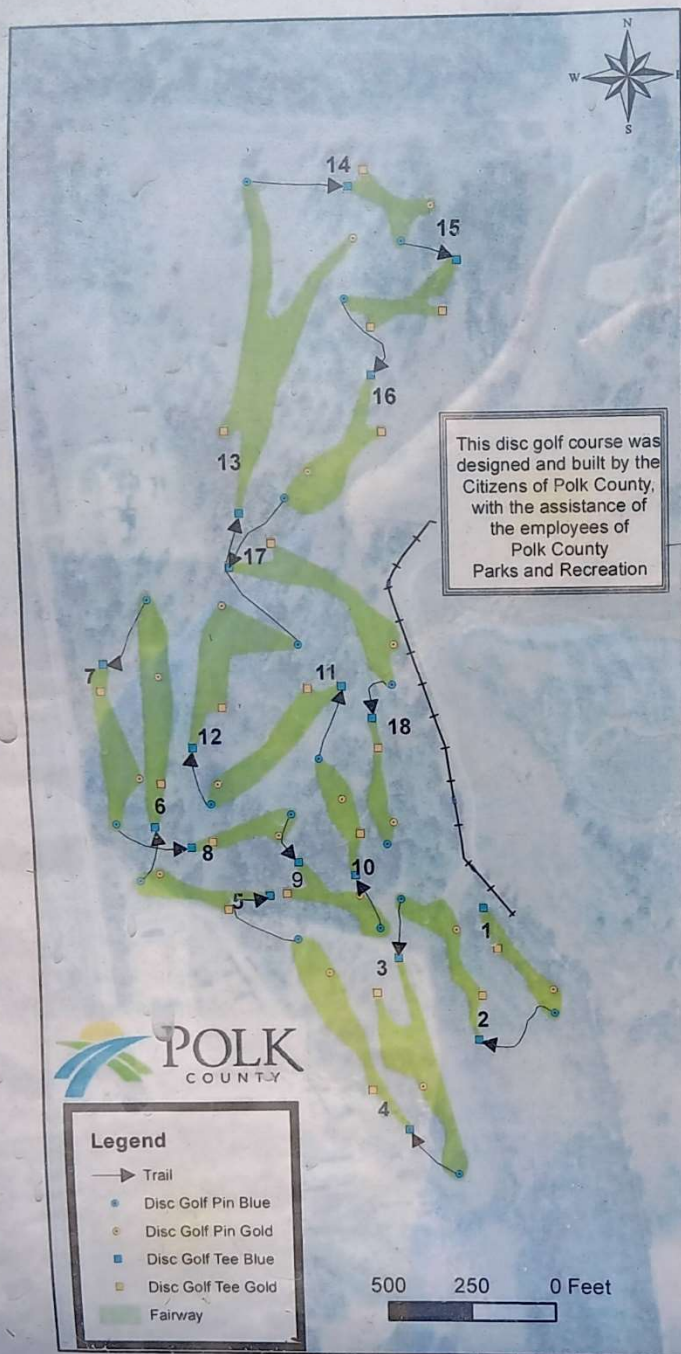 N
W
E
S
14
15
16
13
This disc golf course was
designed and built by the
Citizens of Polk County,
with the assistance of
the employees of
Polk County
Parks and Recreation
17
7
11
12
18
6
8
9
10
5
1
3
2
POLK
COUNTY
4
Legend
Trail
Disc Golf Pin Blue
Disc Golf Pin Gold
Disc Golf Tee Blue
Disc Golf Tee Gold
Fairway
500 250 0 Feet